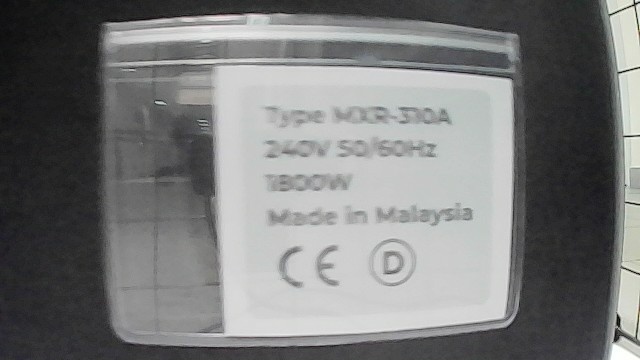 Type MXR-310A
240V 50/60Hz
1800W
Made in Malaysia
CE D